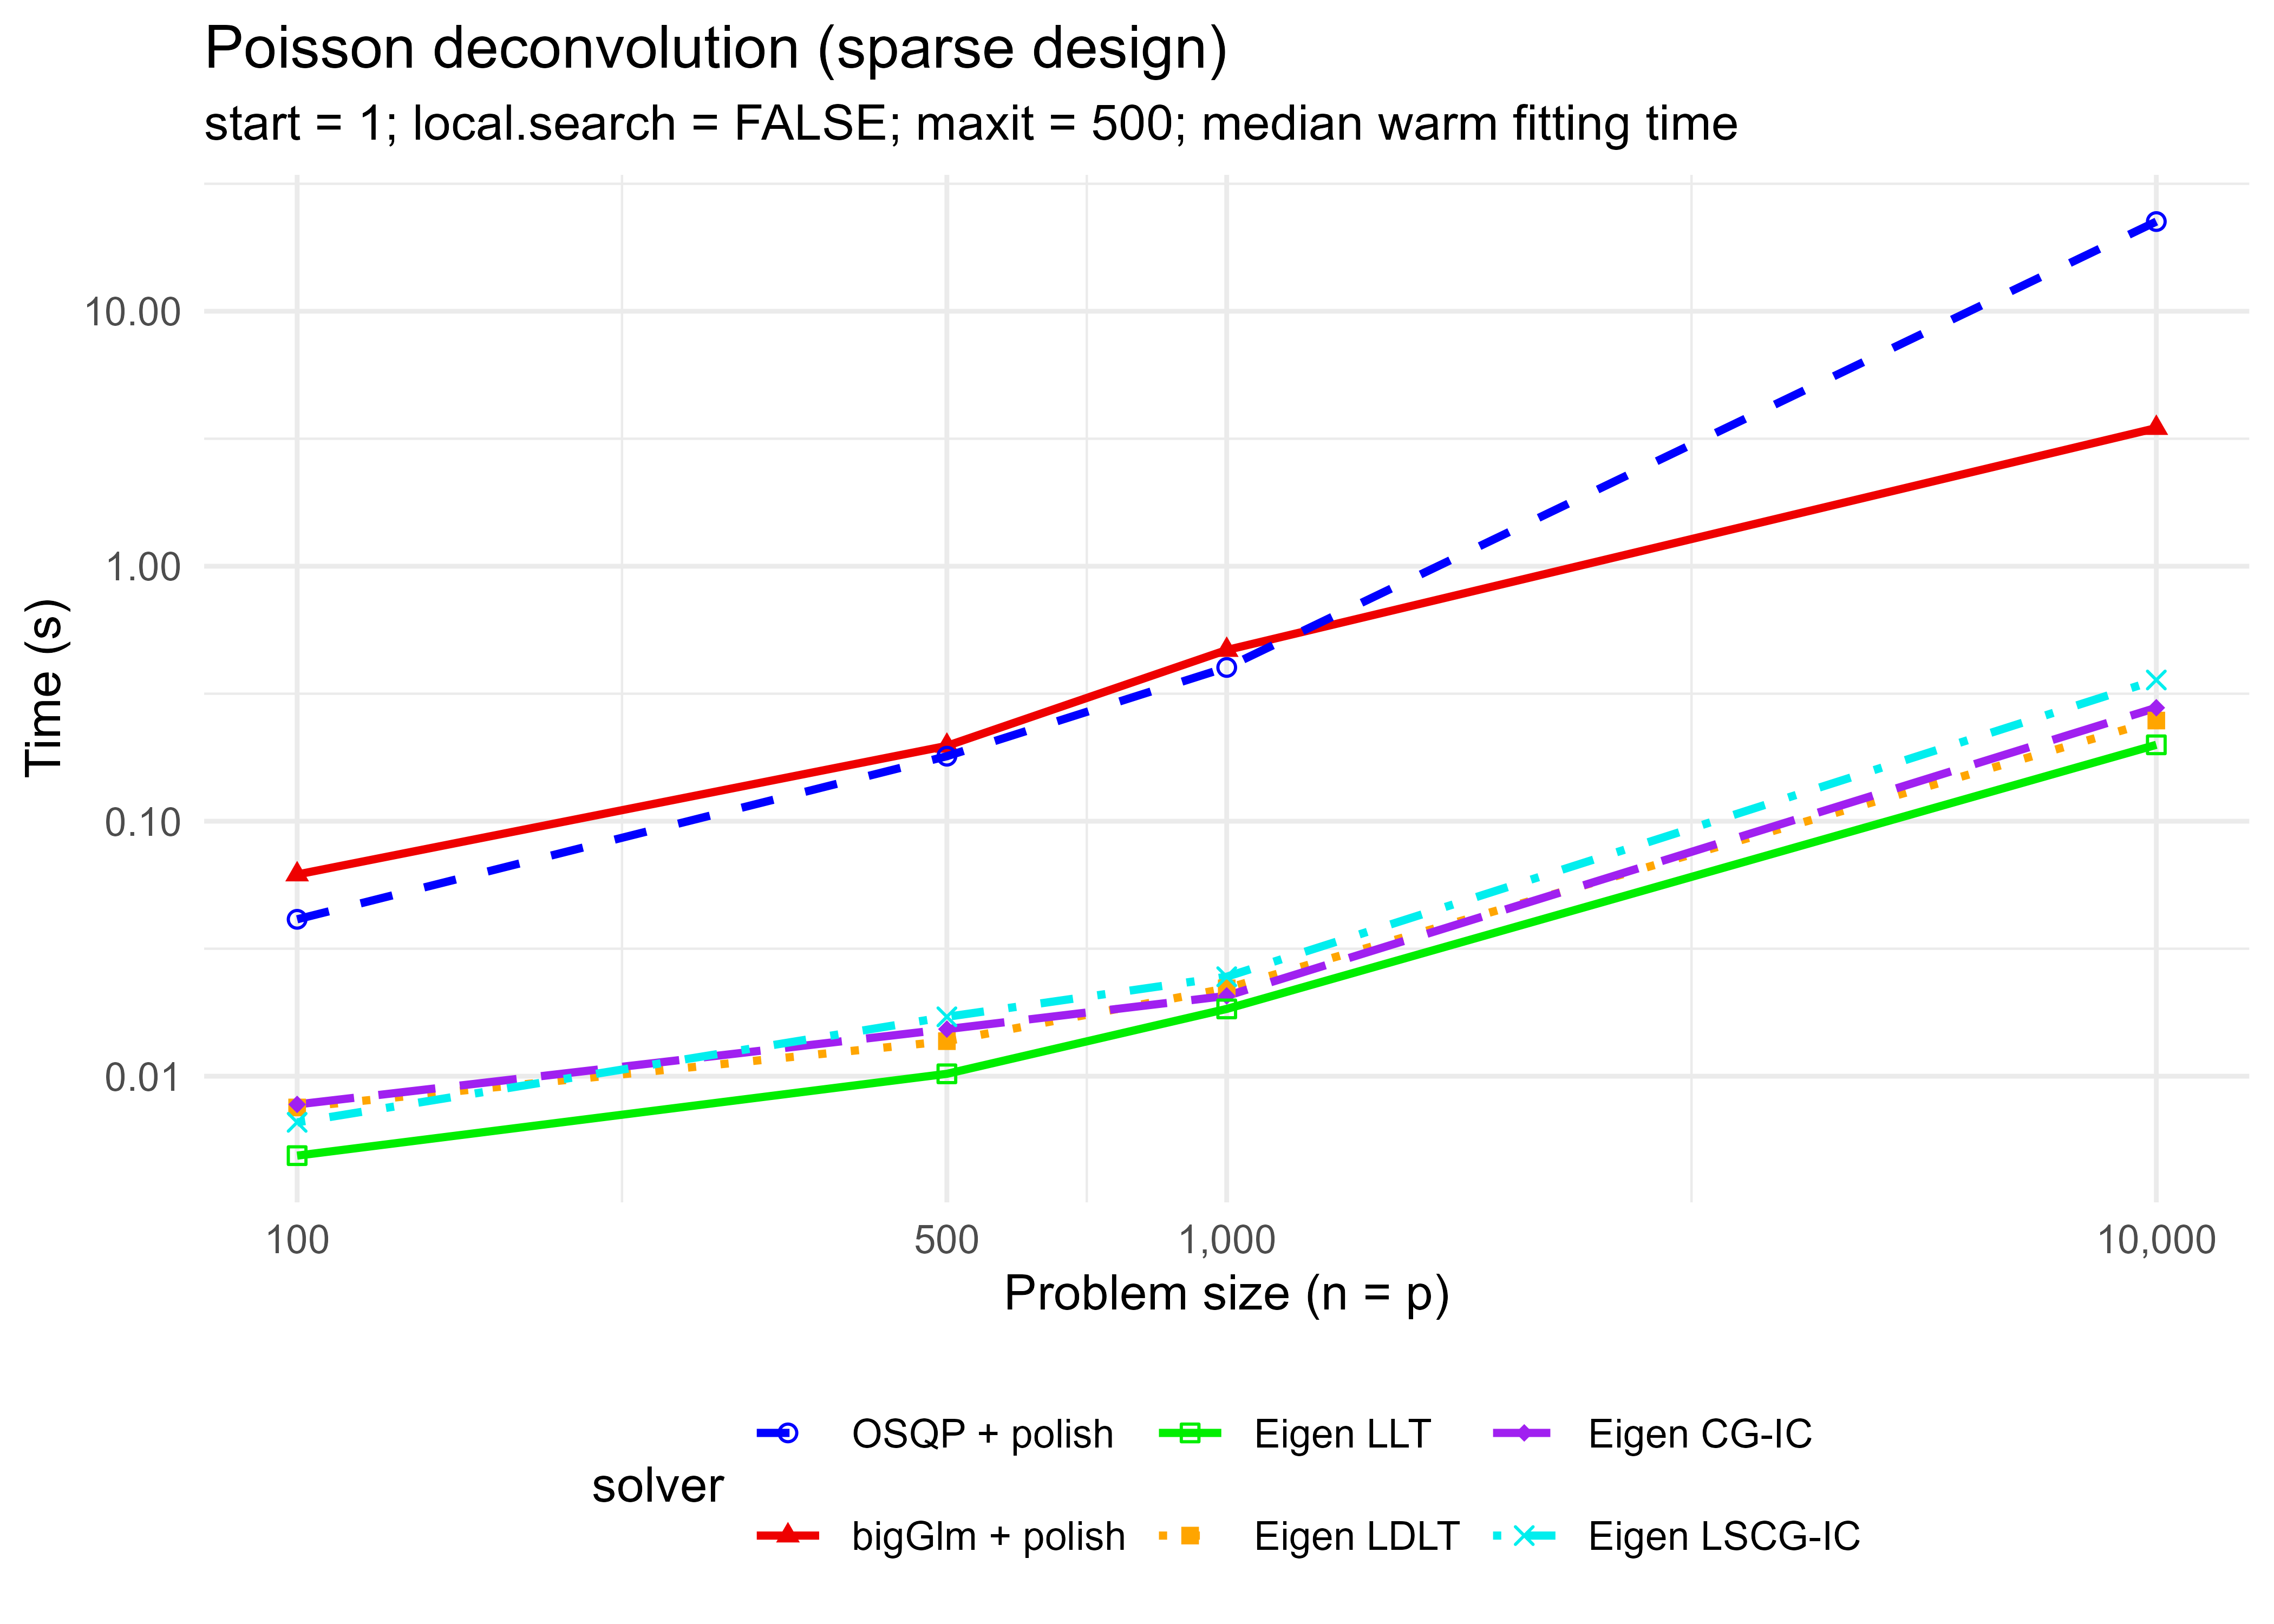 Poisson deconvolution (sparse design)
start = 1; local.search = FALSE; maxit = 500; median warm fitting time
10.00
1.00
0.10
0.01
Time (s)
100
500
1,000
10,000
Problem size (n = p)
solver
OSQP + polish
Eigen LLT
Eigen CG-IC
bigGlm + polish
Eigen LDLT
Eigen LSCG-IC